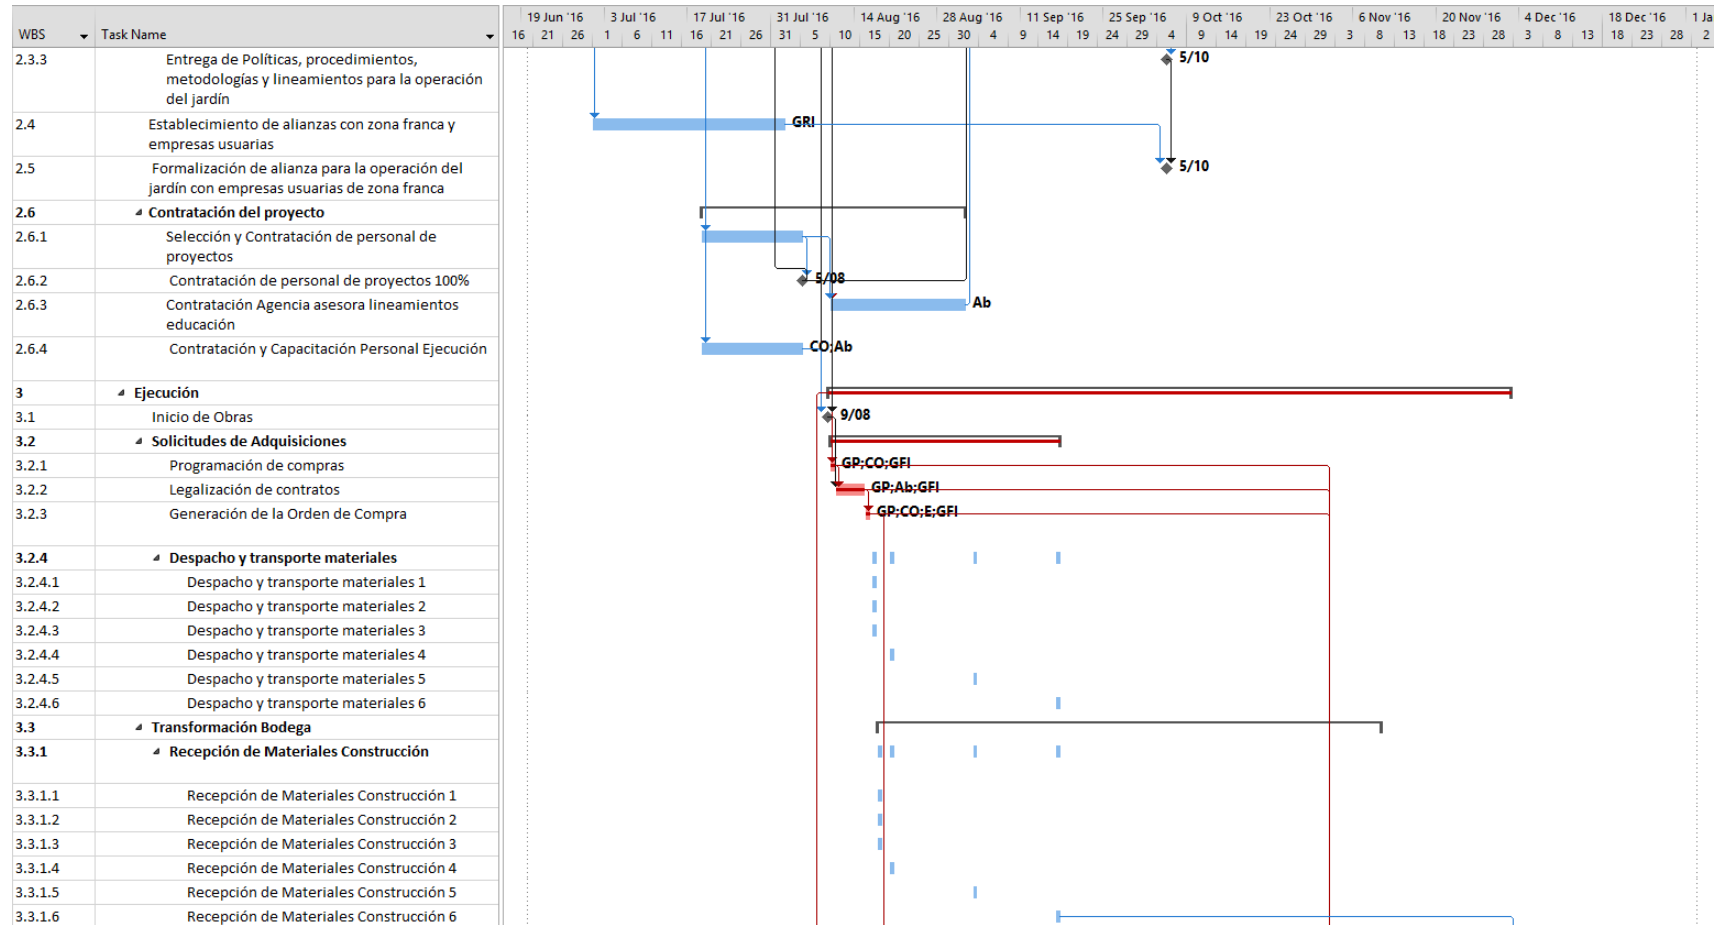 19 Jun '16 3 Jul '16 17 Jul '16 31 Jul '16 14 Aug '16 28 Aug '16 11 Sep '16 25 Sep '16 9 Oct '16 23 Oct '16 6 Nov '16 20 Nov '16 4 Dec '16 18 Dec '16 1 Ja
WBS Task Name 16 21 26 1 6 11 16 21 26 31 5 10 15 20 25 30 4 9 14 19 24 29 4 9 14 19 24 29 3 8 13 18 23 28 3 8 13 18 23 28 2
2.3.3 Entrega de Políticas, procedimientos, 5/10
metodologías y lineamientos para la operación
del jardín
2.4 Establecimiento de alianzas con zona franca y GRI
empresas usuarias
2.5 Formalización de alianza para la operación del 5/10
jardín con empresas usuarias de zona franca
2.6 Contratación del proyecto
2.6.1 Selección y Contratación de personal de
proyectos
2.6.2 Contratación de personal de proyectos 100% 5/08
2.6.3 Contratación Agencia asesora lineamientos Ab
educación
2.6.4 Contratación y Capacitación Personal Ejecución CO;Ab
3 Ejecución
3.1 Inicio de Obras 9/08
3.2 Solicitudes de Adquisiciones
3.2.1 Programación de compras GP;CO;GFI
3.2.2 Legalización de contratos GP;Ab;GFI
3.2.3 Generación de la Orden de Compra GP;CO;E;GFI
3.2.4 Despacho y transporte materiales
3.2.4.1 Despacho y transporte materiales 1
3.2.4.2 Despacho y transporte materiales 2
3.2.4.3 Despacho y transporte materiales 3
3.2.4.4 Despacho y transporte materiales 4
3.2.4.5 Despacho y transporte materiales 5
3.2.4.6 Despacho y transporte materiales 6
3.3 Transformación Bodega
3.3.1 Recepción de Materiales Construcción
3.3.1.1 Recepción de Materiales Construcción 1
3.3.1.2 Recepción de Materiales Construcción 2
3.3.1.3 Recepción de Materiales Construcción 3
3.3.1.4 Recepción de Materiales Construcción 4
3.3.1.5 Recepción de Materiales Construcción 5
3.3.1.6 Recepción de Materiales Construcción 6